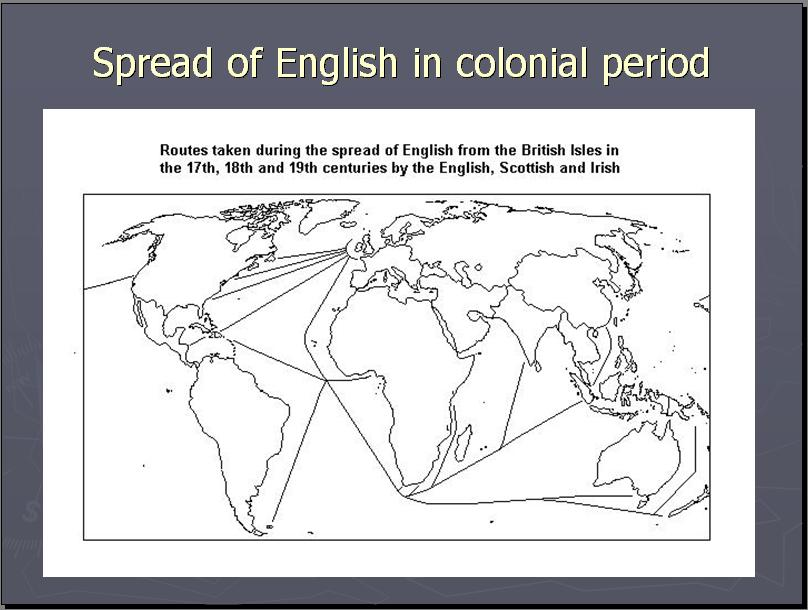 Spread of English in colonial period
Routes taken during the spread of English from the British Isles in
the 17th, 18th and 19th centuries by the English, Scottish and Irish